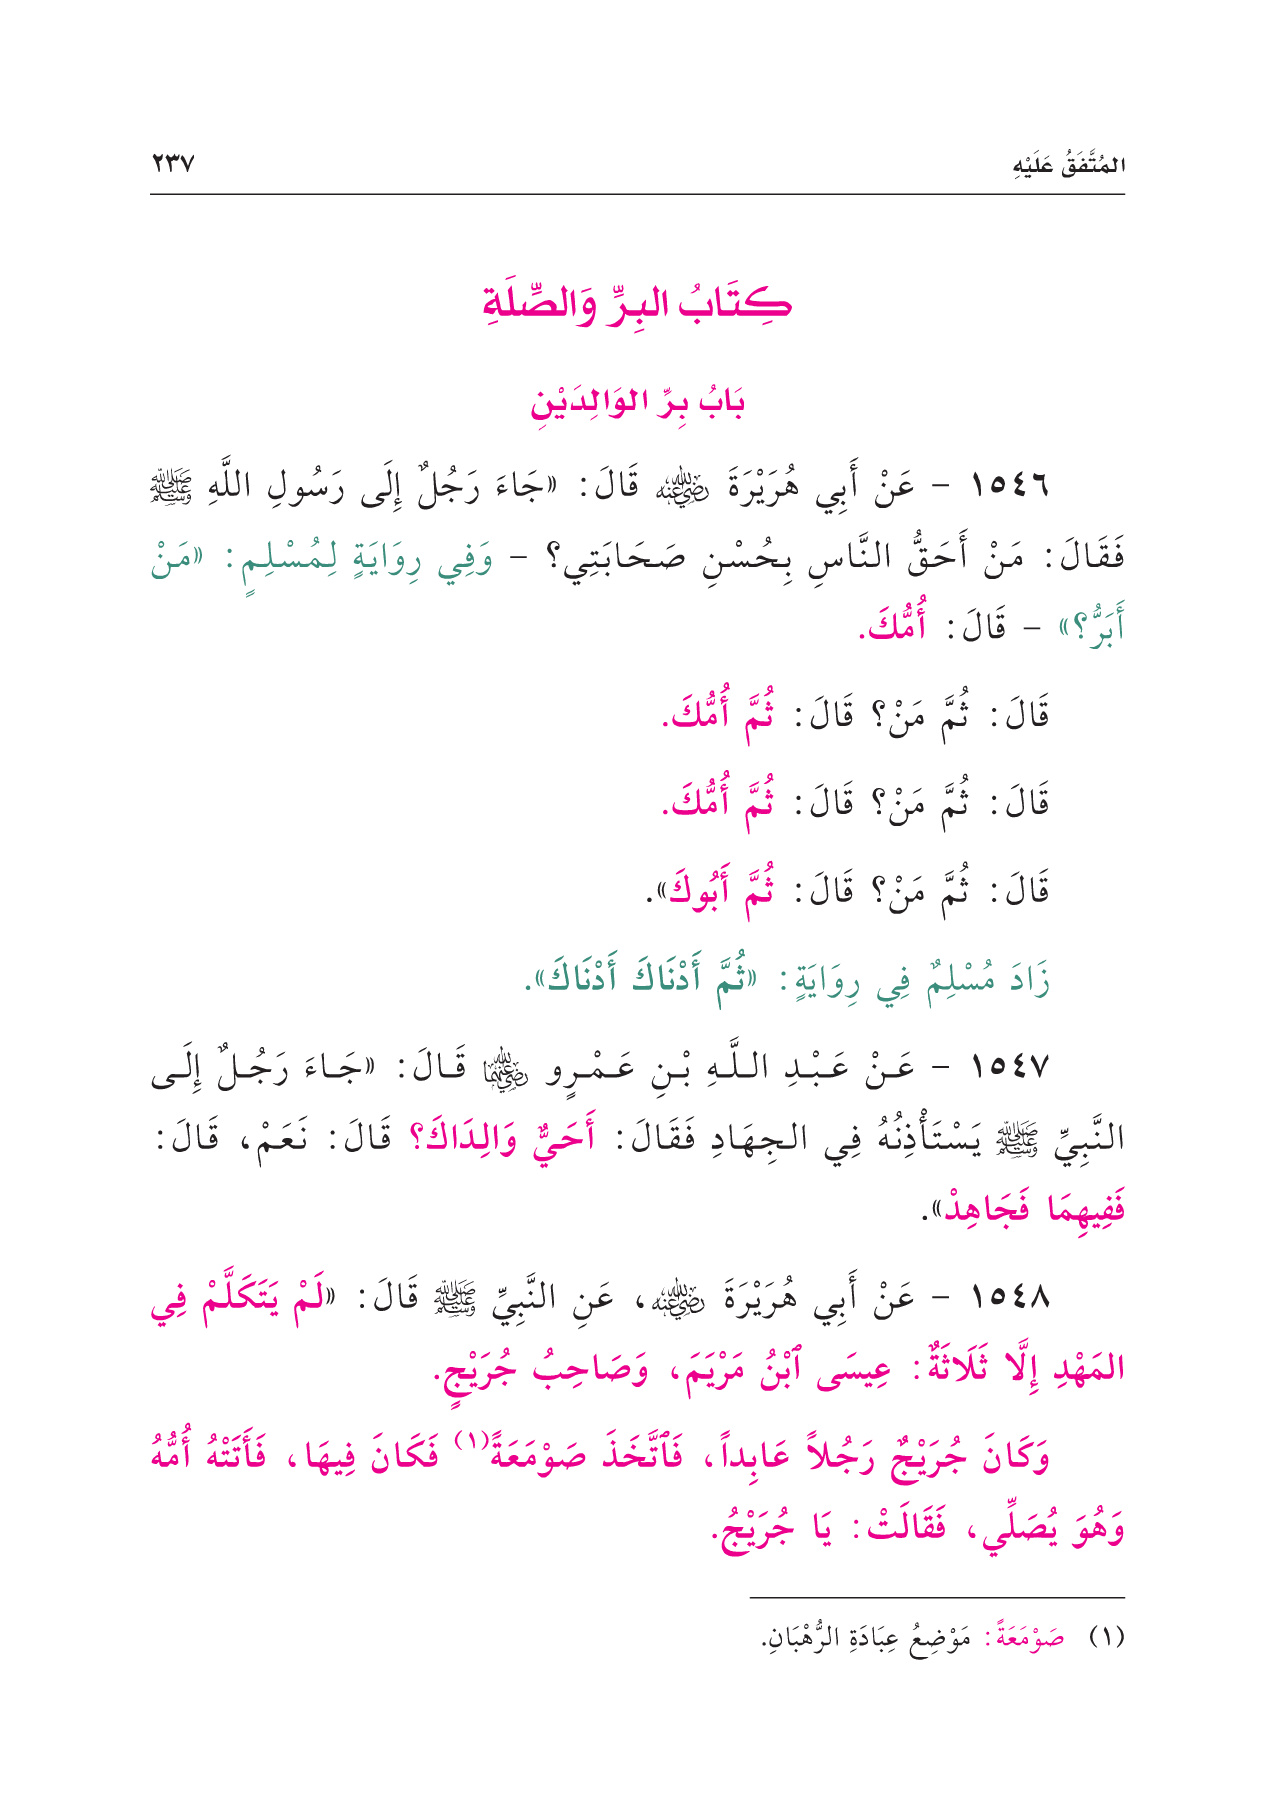 المُتَّفَقُ عَلَيْهِ ٢٣٧
كِتَابُ البِرِّ وَالصِّلَةِ
بَابُ بِرِّ الوَالِدَيْنِ
١٥٤٦ - عَنْ أَبِي هُرَيْرَةَ رَضِيَ اللَّهُ عَنْهُ قَالَ: «جَاءَ رَجُلٌ إِلَى رَسُولِ اللَّهِ ﷺ
فَقَالَ: مَنْ أَحَقُّ النَّاسِ بِحُسْنِ صَحَابَتِي؟ - وَفِي رِوَايَةٍ لِمُسْلِمٍ: «مَنْ
أَبَرُّ؟» - قَالَ: أُمُّكَ.
قَالَ: ثُمَّ مَنْ؟ قَالَ: ثُمَّ أُمُّكَ.
قَالَ: ثُمَّ مَنْ؟ قَالَ: ثُمَّ أُمُّكَ.
قَالَ: ثُمَّ مَنْ؟ قَالَ: ثُمَّ أَبُوكَ».
زَادَ مُسْلِمٌ فِي رِوَايَةٍ: «ثُمَّ أَدْنَاكَ أَدْنَاكَ».
١٥٤٧ - عَنْ عَبْدِ اللَّهِ بْنِ عَمْرٍو رَضِيَ اللَّهُ عَنْهُمَا قَالَ: «جَاءَ رَجُلٌ إِلَى
النَّبِيِّ ﷺ يَسْتَأْذِنُهُ فِي الجِهَادِ فَقَالَ: أَحَيٌّ وَالِدَاكَ؟ قَالَ: نَعَمْ، قَالَ:
فَفِيهِمَا فَجَاهِدْ».
١٥٤٨ - عَنْ أَبِي هُرَيْرَةَ رَضِيَ اللَّهُ عَنْهُ، عَنِ النَّبِيِّ ﷺ قَالَ: «لَمْ يَتَكَلَّمْ فِي
المَهْدِ إِلَّا ثَلَاثَةٌ: عِيسَى ٱبْنُ مَرْيَمَ، وَصَاحِبُ جُرَيْجٍ.
وَكَانَ جُرَيْجٌ رَجُلاً عَابِداً، فَٱتَّخَذَ صَوْمَعَةً(١) فَكَانَ فِيهَا، فَأَتَتْهُ أُمُّهُ
وَهُوَ يُصَلِّي، فَقَالَتْ: يَا جُرَيْجُ.
(١) صَوْمَعَةً: مَوْضِعُ عِبَادَةِ الرُّهْبَانِ.